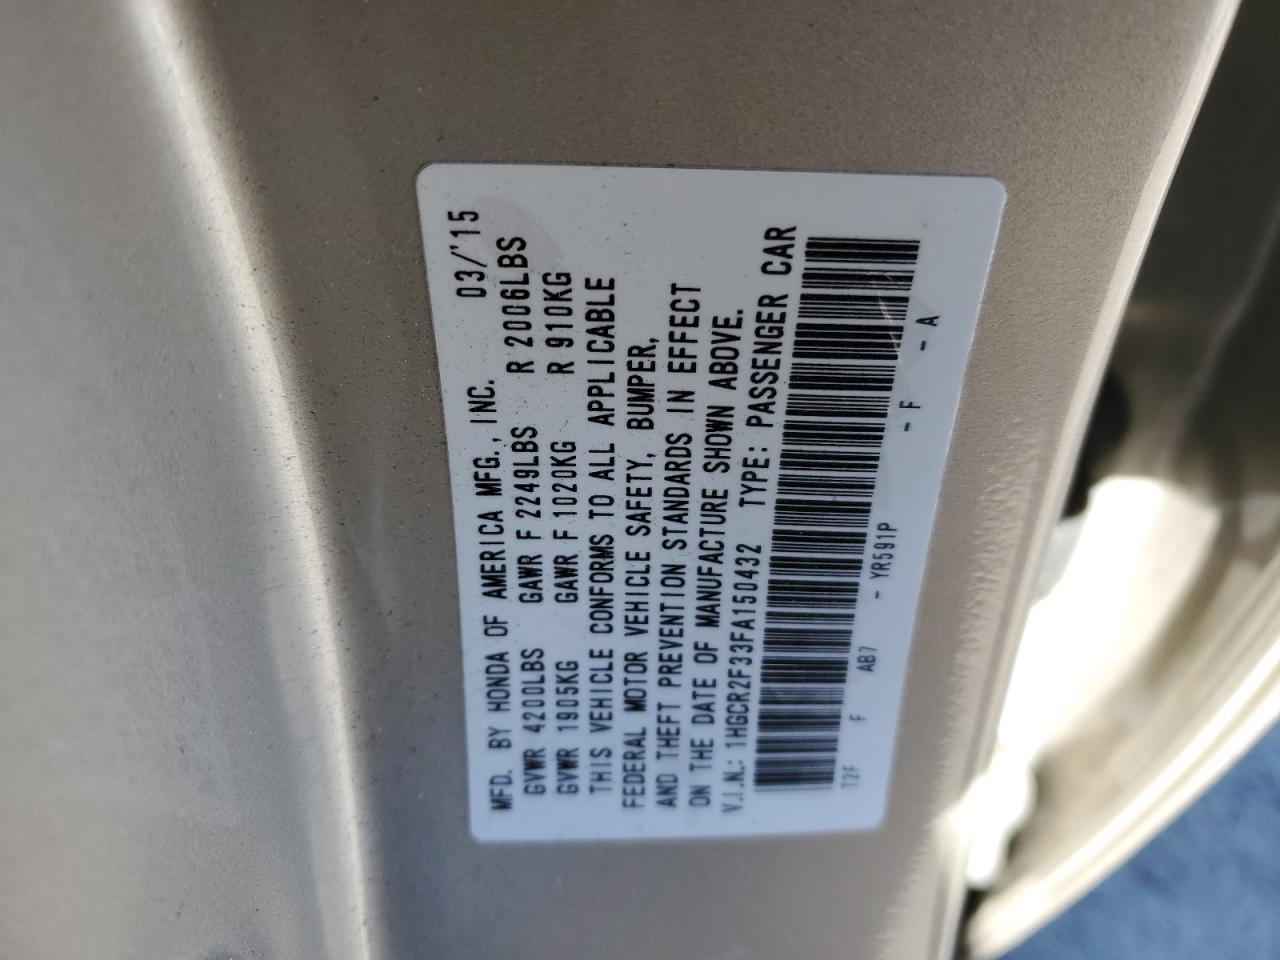 MFD. BY HONDA OF AMERICA MFG., INC. 03/'15
GVWR 4200LBS GAWR F 2249LBS R 2006LBS
GVWR 1905KG GAWR F 1020KG R 910KG
THIS VEHICLE CONFORMS TO ALL APPLICABLE
FEDERAL MOTOR VEHICLE SAFETY, BUMPER,
AND THEFT PREVENTION STANDARDS IN EFFECT
ON THE DATE OF MANUFACTURE SHOWN ABOVE.
V.I.N.: 1HGCR2F33FA150432 TYPE: PASSENGER CAR
T2F F AB7 - YR591P - F - A